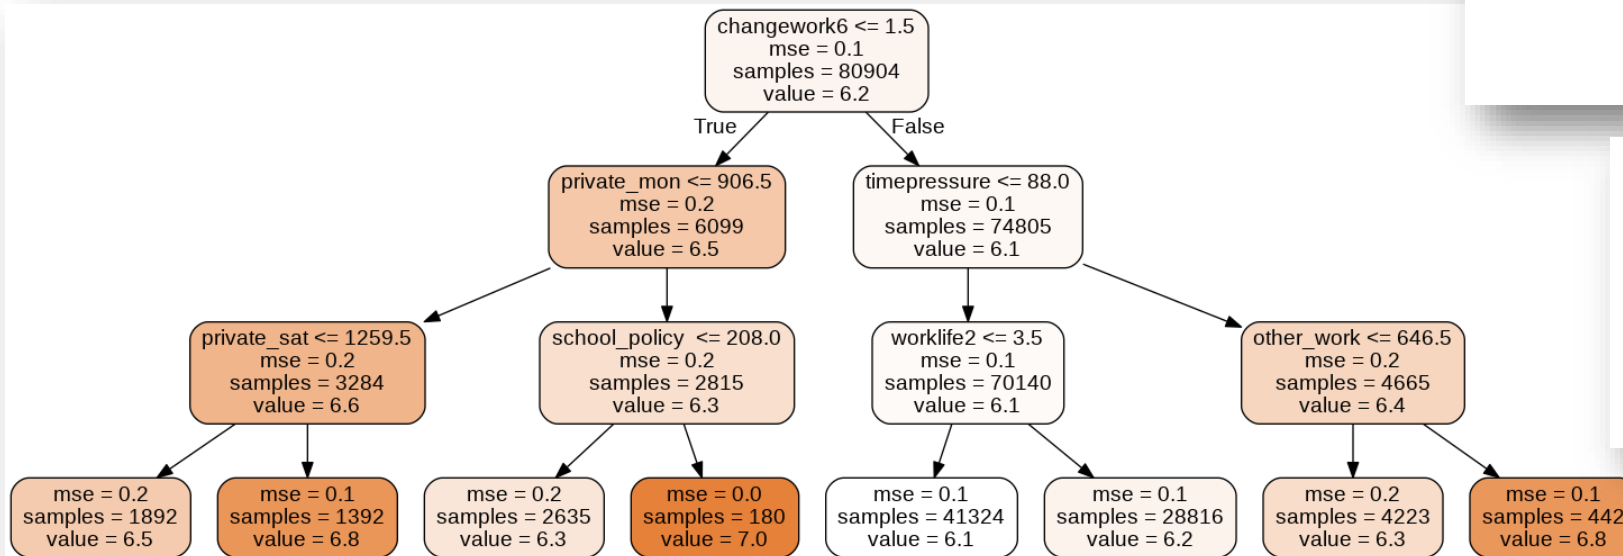 changework6 <= 1.5
mse = 0.1
samples = 80904
value = 6.2
True
False
private_mon <= 906.5
mse = 0.2
samples = 6099
value = 6.5
timepressure <= 88.0
mse = 0.1
samples = 74805
value = 6.1
private_sat <= 1259.5
mse = 0.2
samples = 3284
value = 6.6
school_policy <= 208.0
mse = 0.2
samples = 2815
value = 6.3
worklife2 <= 3.5
mse = 0.1
samples = 70140
value = 6.1
other_work <= 646.5
mse = 0.2
samples = 4665
value = 6.4
mse = 0.2
samples = 1892
value = 6.5
mse = 0.1
samples = 1392
value = 6.8
mse = 0.2
samples = 2635
value = 6.3
mse = 0.0
samples = 180
value = 7.0
mse = 0.1
samples = 41324
value = 6.1
mse = 0.1
samples = 28816
value = 6.2
mse = 0.2
samples = 4223
value = 6.3
mse = 0.1
samples = 442
value = 6.8